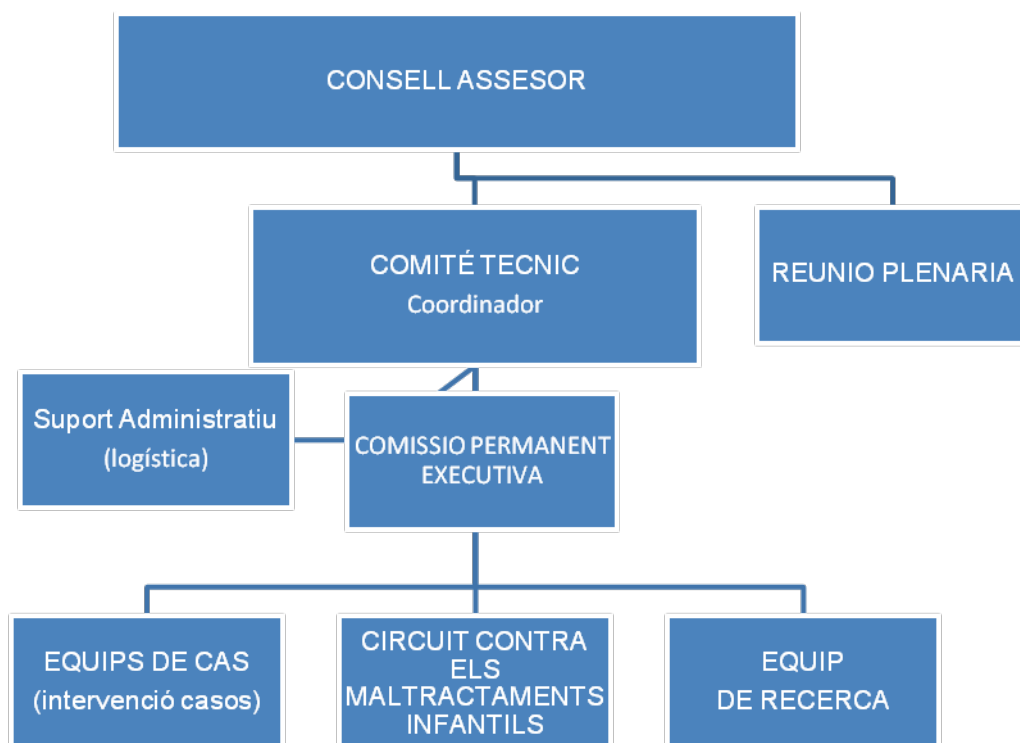 CONSELL ASSESOR
COMITÉ TECNIC
Coordinador
REUNIO PLENARIA
Suport Administratiu
(logística)
COMISSIO PERMANENT
EXECUTIVA
EQUIPS DE CAS
(intervenció casos)
CIRCUIT CONTRA
ELS
MALTRACTAMENTS
INFANTILS
EQUIP
DE RECERCA